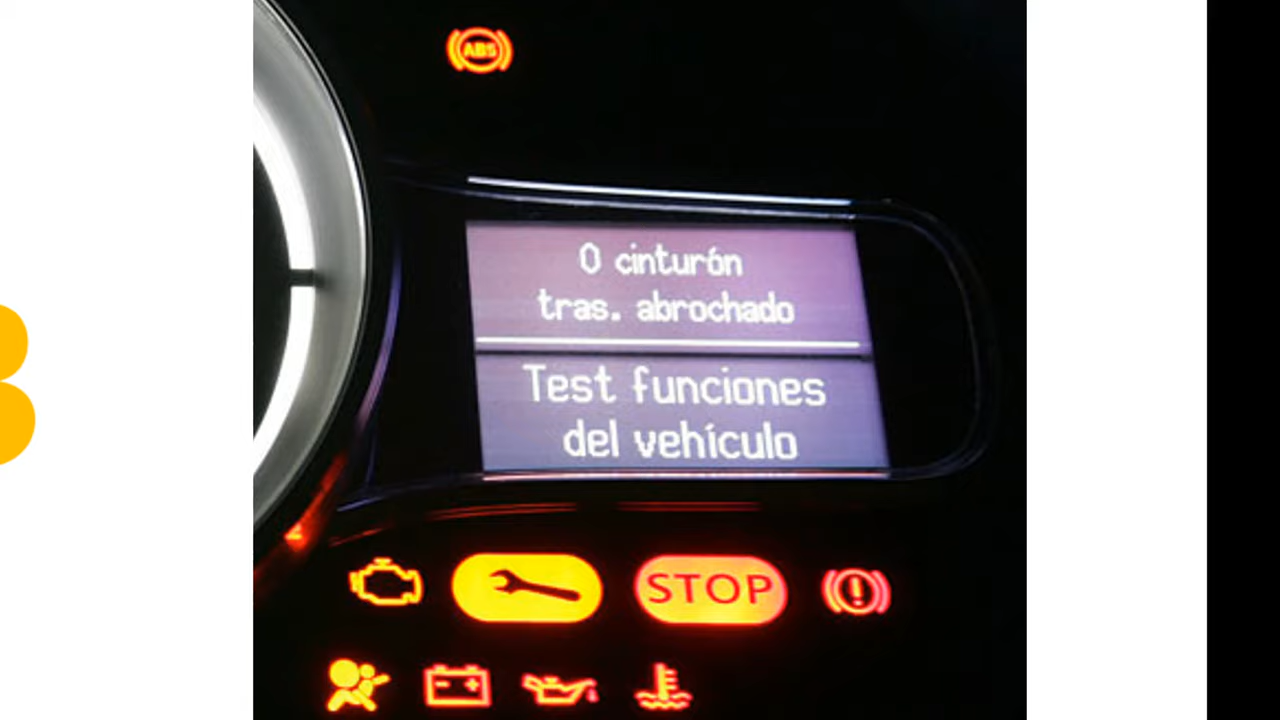 ABS
0 cinturón
tras. abrochado
Test funciones
del vehículo
STOP